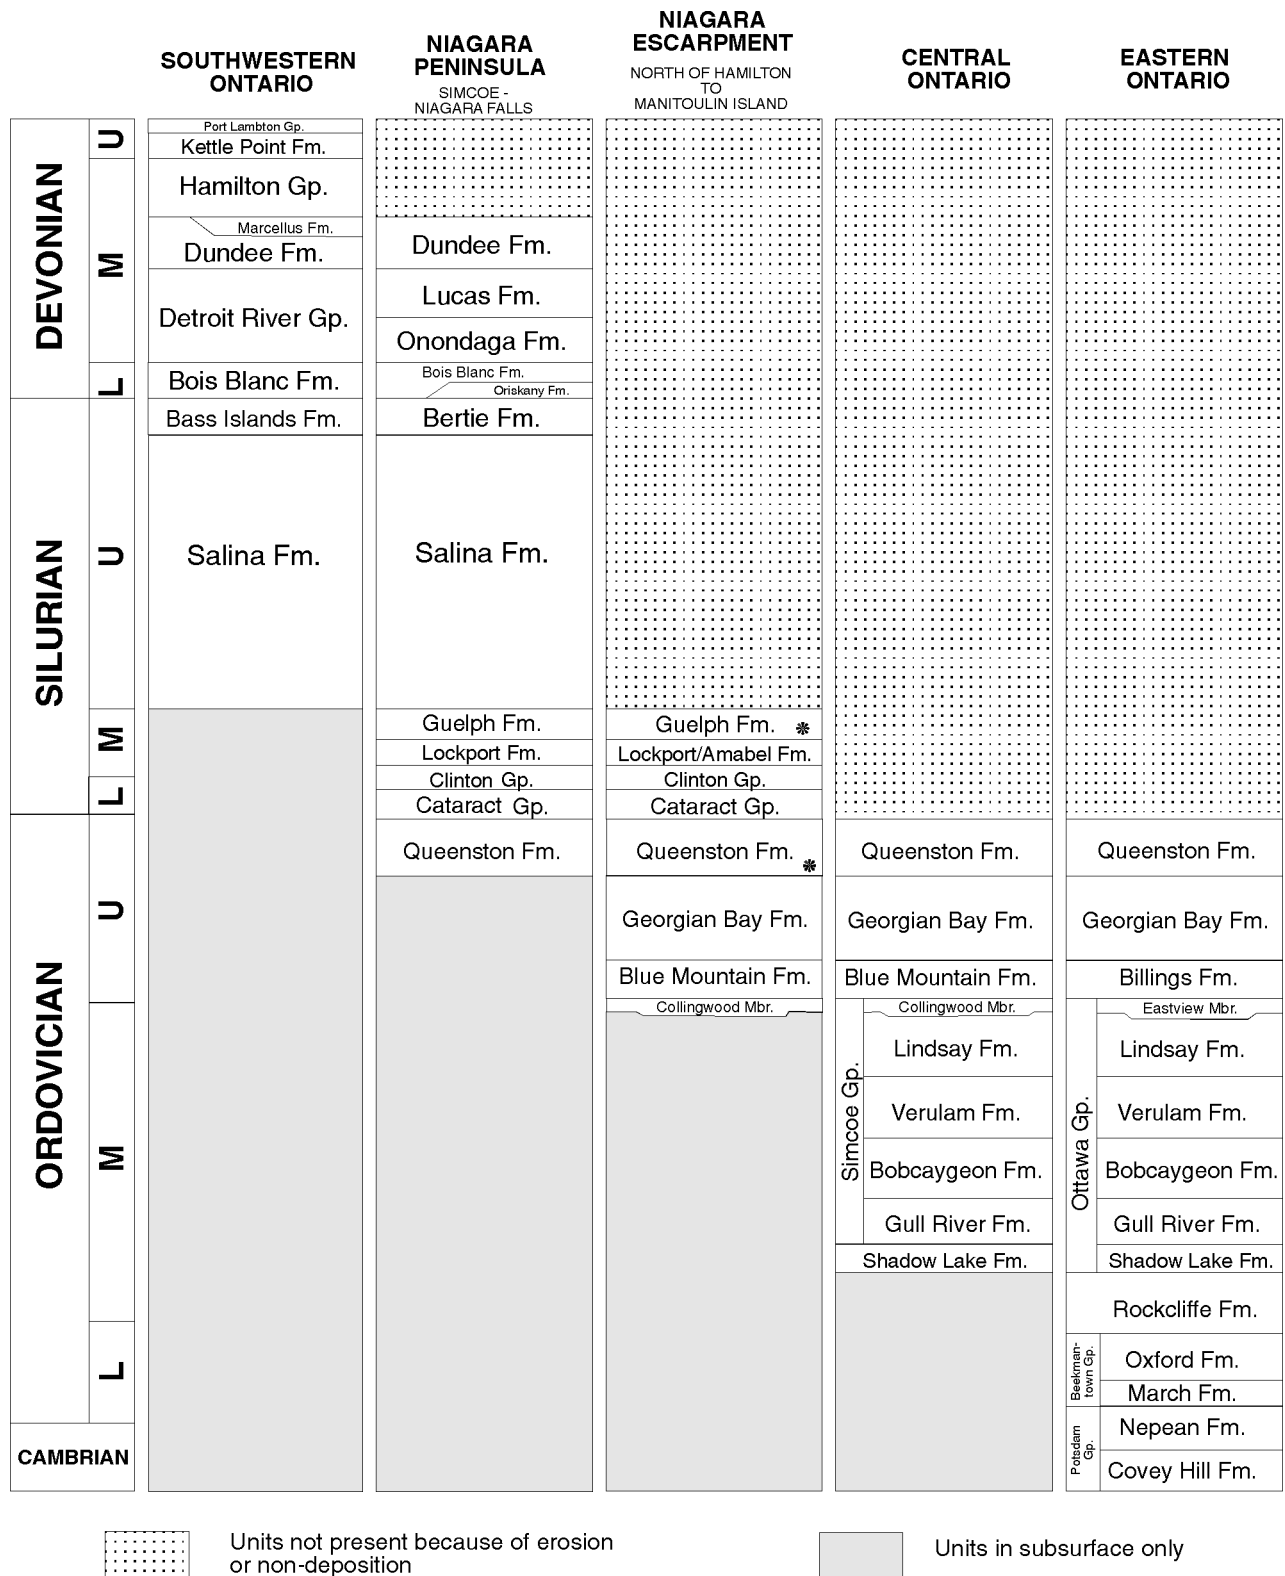 SOUTHWESTERN
ONTARIO
NIAGARA
PENINSULA
SIMCOE -
NIAGARA FALLS
NIAGARA
ESCARPMENT
NORTH OF HAMILTON
TO
MANITOULIN ISLAND
CENTRAL
ONTARIO
EASTERN
ONTARIO
DEVONIAN
U
M
L
SILURIAN
U
M
L
ORDOVICIAN
U
M
L
CAMBRIAN
Port Lambton Gp.
Kettle Point Fm.
Hamilton Gp.
Marcellus Fm.
Dundee Fm.
Detroit River Gp.
Bois Blanc Fm.
Bass Islands Fm.
Salina Fm.
Dundee Fm.
Lucas Fm.
Onondaga Fm.
Bois Blanc Fm.
Oriskany Fm.
Bertie Fm.
Salina Fm.
Guelph Fm.
Lockport Fm.
Clinton Gp.
Cataract Gp.
Queenston Fm.
Guelph Fm. *
Lockport/Amabel Fm.
Clinton Gp.
Cataract Gp.
Queenston Fm. *
Georgian Bay Fm.
Blue Mountain Fm.
Collingwood Mbr.
Queenston Fm.
Georgian Bay Fm.
Blue Mountain Fm.
Simcoe Gp.
Collingwood Mbr.
Lindsay Fm.
Verulam Fm.
Bobcaygeon Fm.
Gull River Fm.
Shadow Lake Fm.
Queenston Fm.
Georgian Bay Fm.
Billings Fm.
Ottawa Gp.
Eastview Mbr.
Lindsay Fm.
Verulam Fm.
Bobcaygeon Fm.
Gull River Fm.
Shadow Lake Fm.
Rockcliffe Fm.
Beekman-
town Gp.
Oxford Fm.
March Fm.
Potsdam
Gp.
Nepean Fm.
Covey Hill Fm.
Units not present because of erosion
or non-deposition
Units in subsurface only